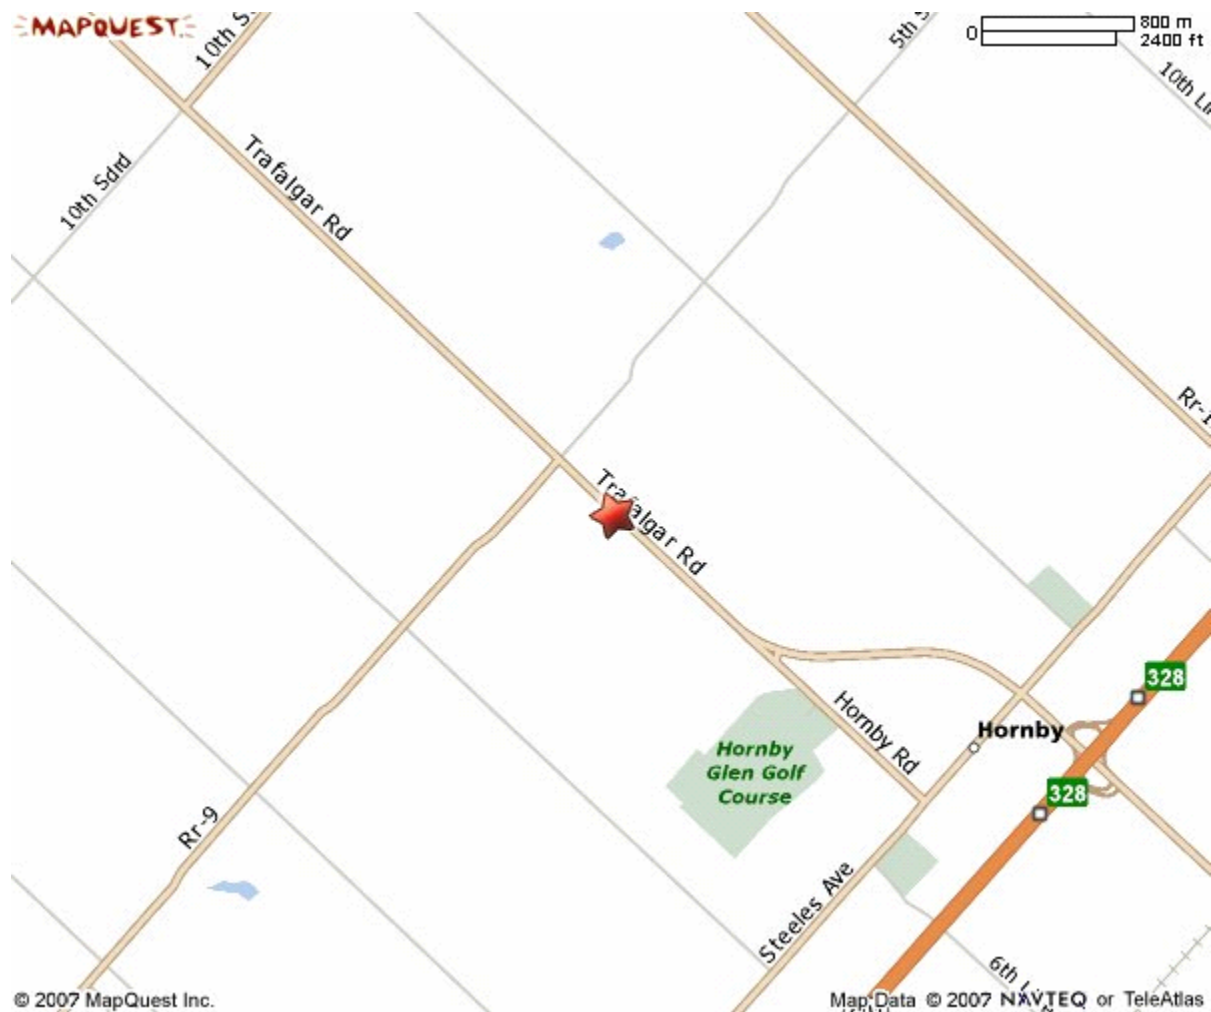 MAPQUEST.
10th S
5th S
0
800 m
2400 ft
10th Li
10th Sdrd
Trafalgar Rd
Rr-1
Trafalgar Rd
328
Hornby Rd
Hornby
Hornby
Glen Golf
Course
328
Rr-9
Steeles Ave
6th L
© 2007 MapQuest Inc.
Map Data © 2007 NAVTEQ or TeleAtlas